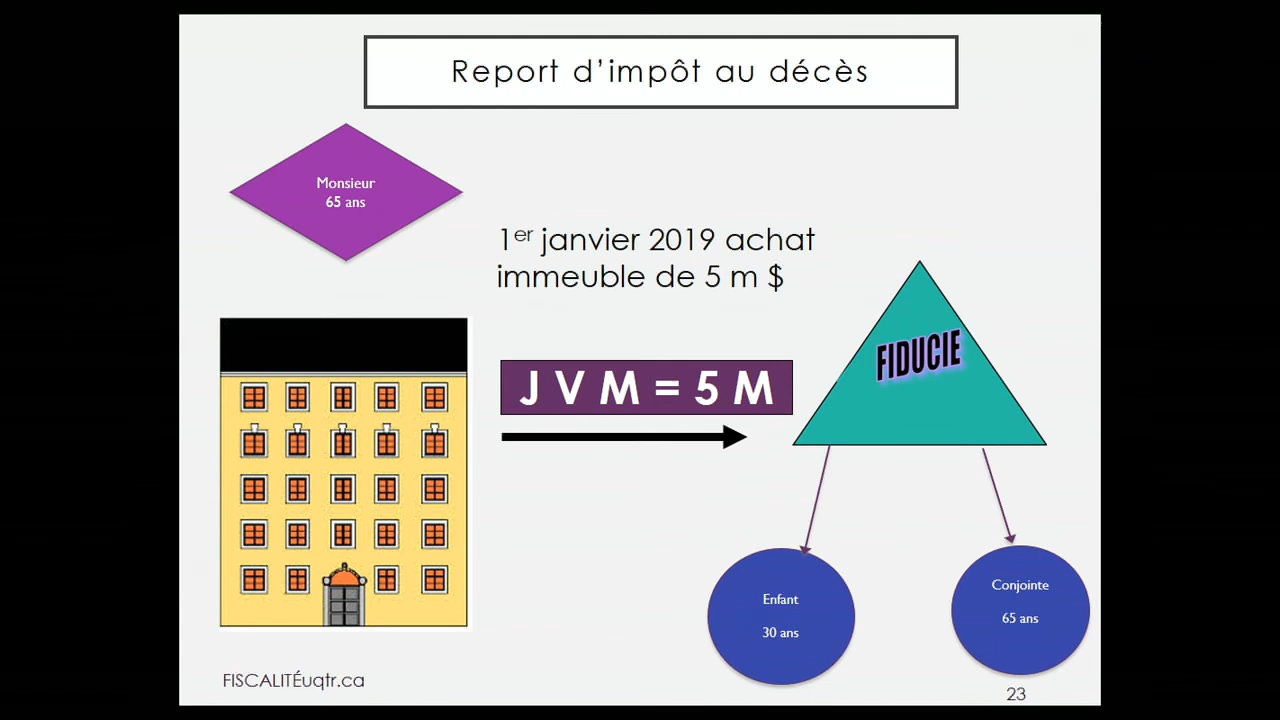 Report d’impôt au décès
Monsieur
65 ans
1er janvier 2019 achat
immeuble de 5 m $
J V M = 5 M
FIDUCIE
Enfant
30 ans
Conjointe
65 ans
FISCALITÉuqtr.ca
23